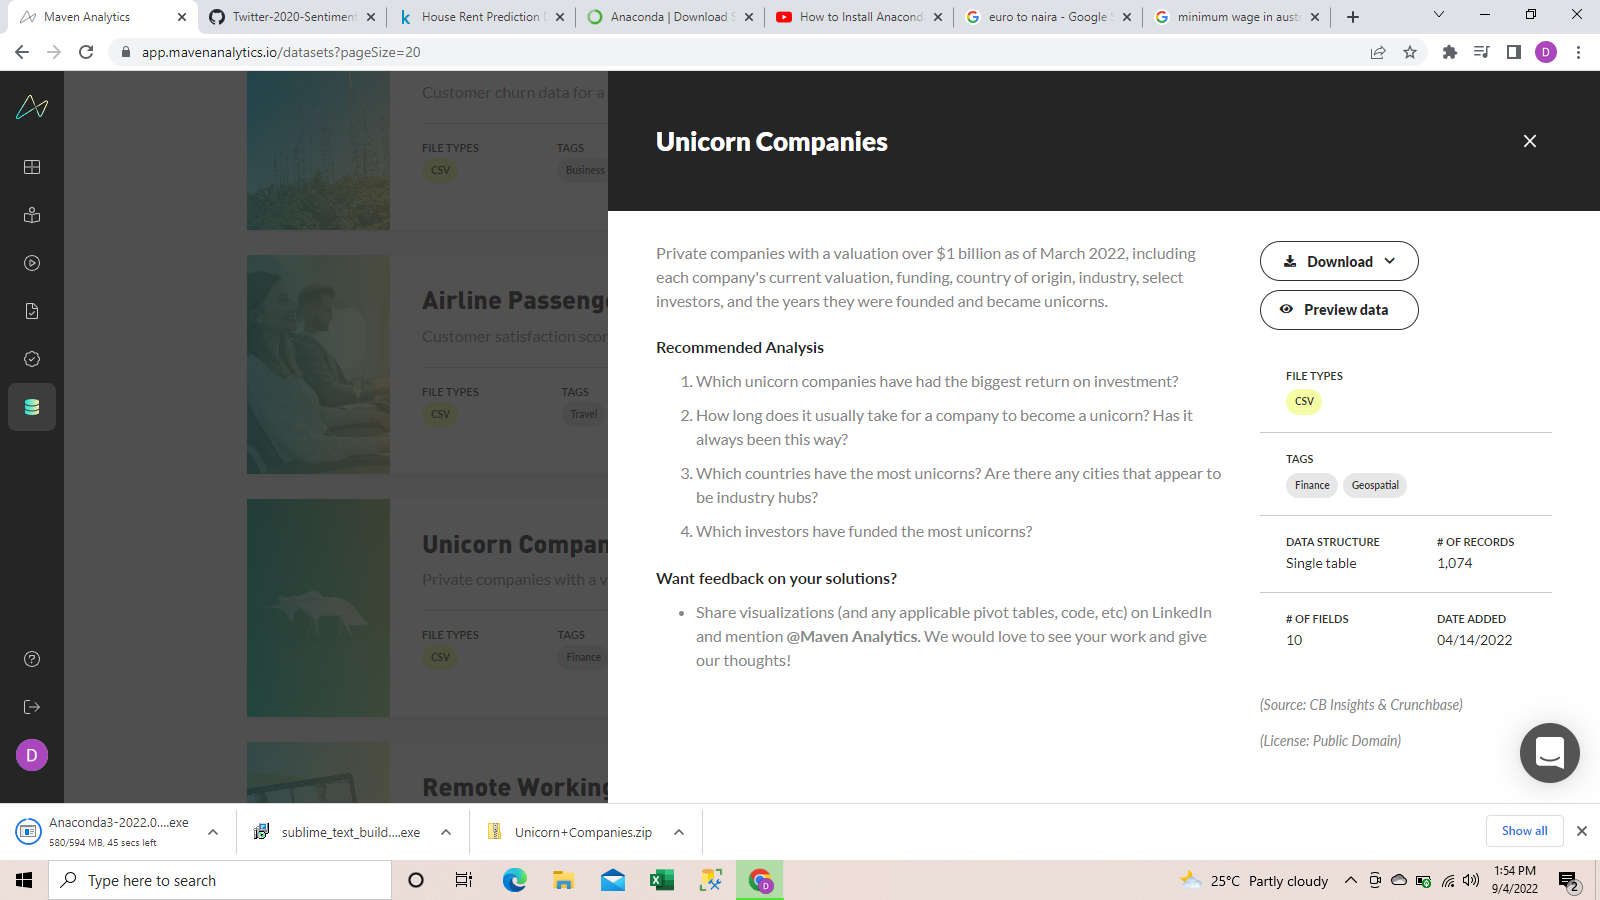 Maven Analytics
Twitter-2020-Sentiment
House Rent Prediction D
Anaconda | Download S
How to Install Anacond
euro to naira - Google S
minimum wage in aust
app.mavenanalytics.io/datasets?pageSize=20
D
Customer churn data for a
FILE TYPES
TAGS
CSV
Business
Airline Passenge
Customer satisfaction scor
FILE TYPES
TAGS
CSV
Travel
Unicorn Compan
Private companies with a v
FILE TYPES
TAGS
CSV
Finance
Remote Working
D
Unicorn Companies
Private companies with a valuation over $1 billion as of March 2022, including
each company's current valuation, funding, country of origin, industry, select
investors, and the years they were founded and became unicorns.
Recommended Analysis
1. Which unicorn companies have had the biggest return on investment?
2. How long does it usually take for a company to become a unicorn? Has it
always been this way?
3. Which countries have the most unicorns? Are there any cities that appear to
be industry hubs?
4. Which investors have funded the most unicorns?
Want feedback on your solutions?
• Share visualizations (and any applicable pivot tables, code, etc) on LinkedIn
and mention @Maven Analytics. We would love to see your work and give
our thoughts!
Download
Preview data
FILE TYPES
CSV
TAGS
Finance
Geospatial
DATA STRUCTURE
Single table
# OF RECORDS
1,074
# OF FIELDS
10
DATE ADDED
04/14/2022
(Source: CB Insights & Crunchbase)
(License: Public Domain)
Anaconda3-2022.0....exe
580/594 MB, 45 secs left
sublime_text_build....exe
Unicorn+Companies.zip
Show all
Type here to search
D
25°C Partly cloudy
1:54 PM
9/4/2022
2